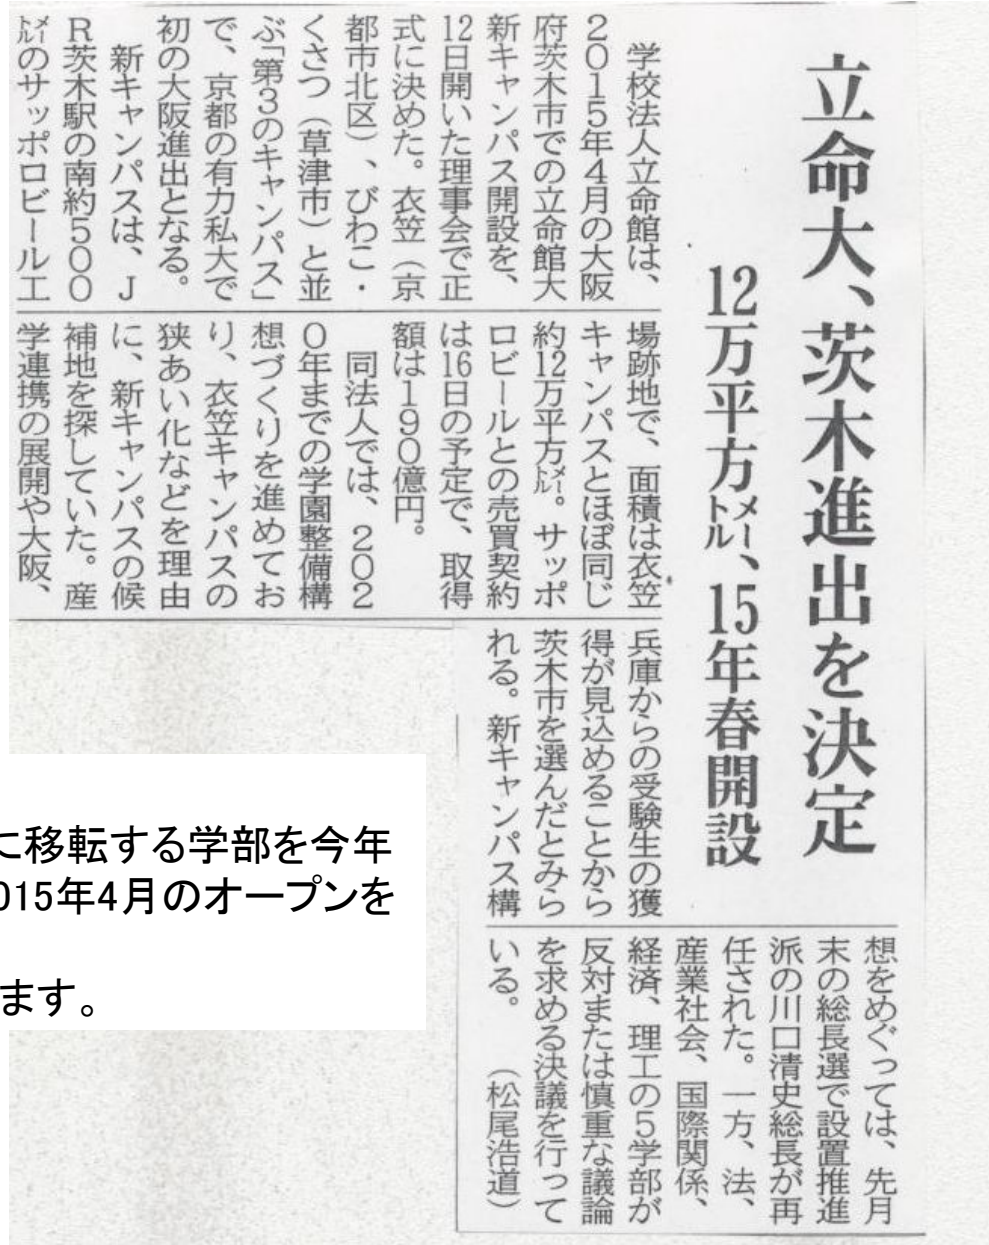 立命大、茨木進出を決定
12万平方㍍、15年春開設
学校法人立命館は、
2015年4月の大阪
府茨木市での立命館大
新キャンパス開設を、
12日開いた理事会で正
式に決めた。衣笠（京
都市北区）、びわこ・
くさつ（草津市）と並
ぶ「第3のキャンパス」
で、京都の有力私大で
初の大阪進出となる。
新キャンパスは、J
R茨木駅の南約500
㍍のサッポロビール工
場跡地で、面積は衣笠
キャンパスとほぼ同じ
約12万平方㍍。サッポ
ロビールとの売買契約
は16日の予定で、取得
額は190億円。
同法人では、202
0年までの学園整備構
想づくりを進めてお
り、衣笠キャンパスの
狭あい化などを理由
に、新キャンパスの候
補地を探していた。産
学連携の展開や大阪、
兵庫からの受験生の獲
得が見込めることから
茨木市を選んだとみら
れる。新キャンパス構
想をめぐっては、先月
末の総長選で設置推進
派の川口清史総長が再
任された。一方、法、
産業社会、国際関係、
経済、理工の5学部が
反対または慎重な議論
を求める決議を行って
いる。（松尾浩道）
に移転する学部を今年
015年4月のオープンを
ます。